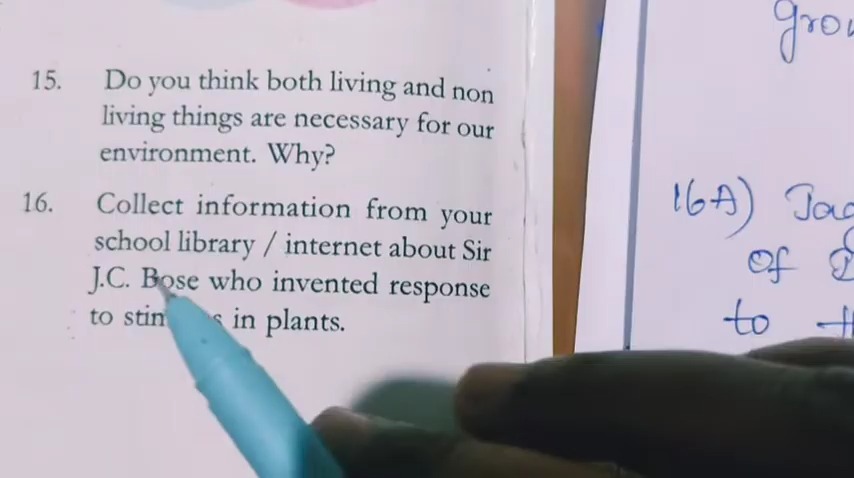 15. Do you think both living and non
living things are necessary for our
environment. Why?
16. Collect information from your
school library / internet about Sir
J.C. Bose who invented response
to in plants.
16A)
of
to